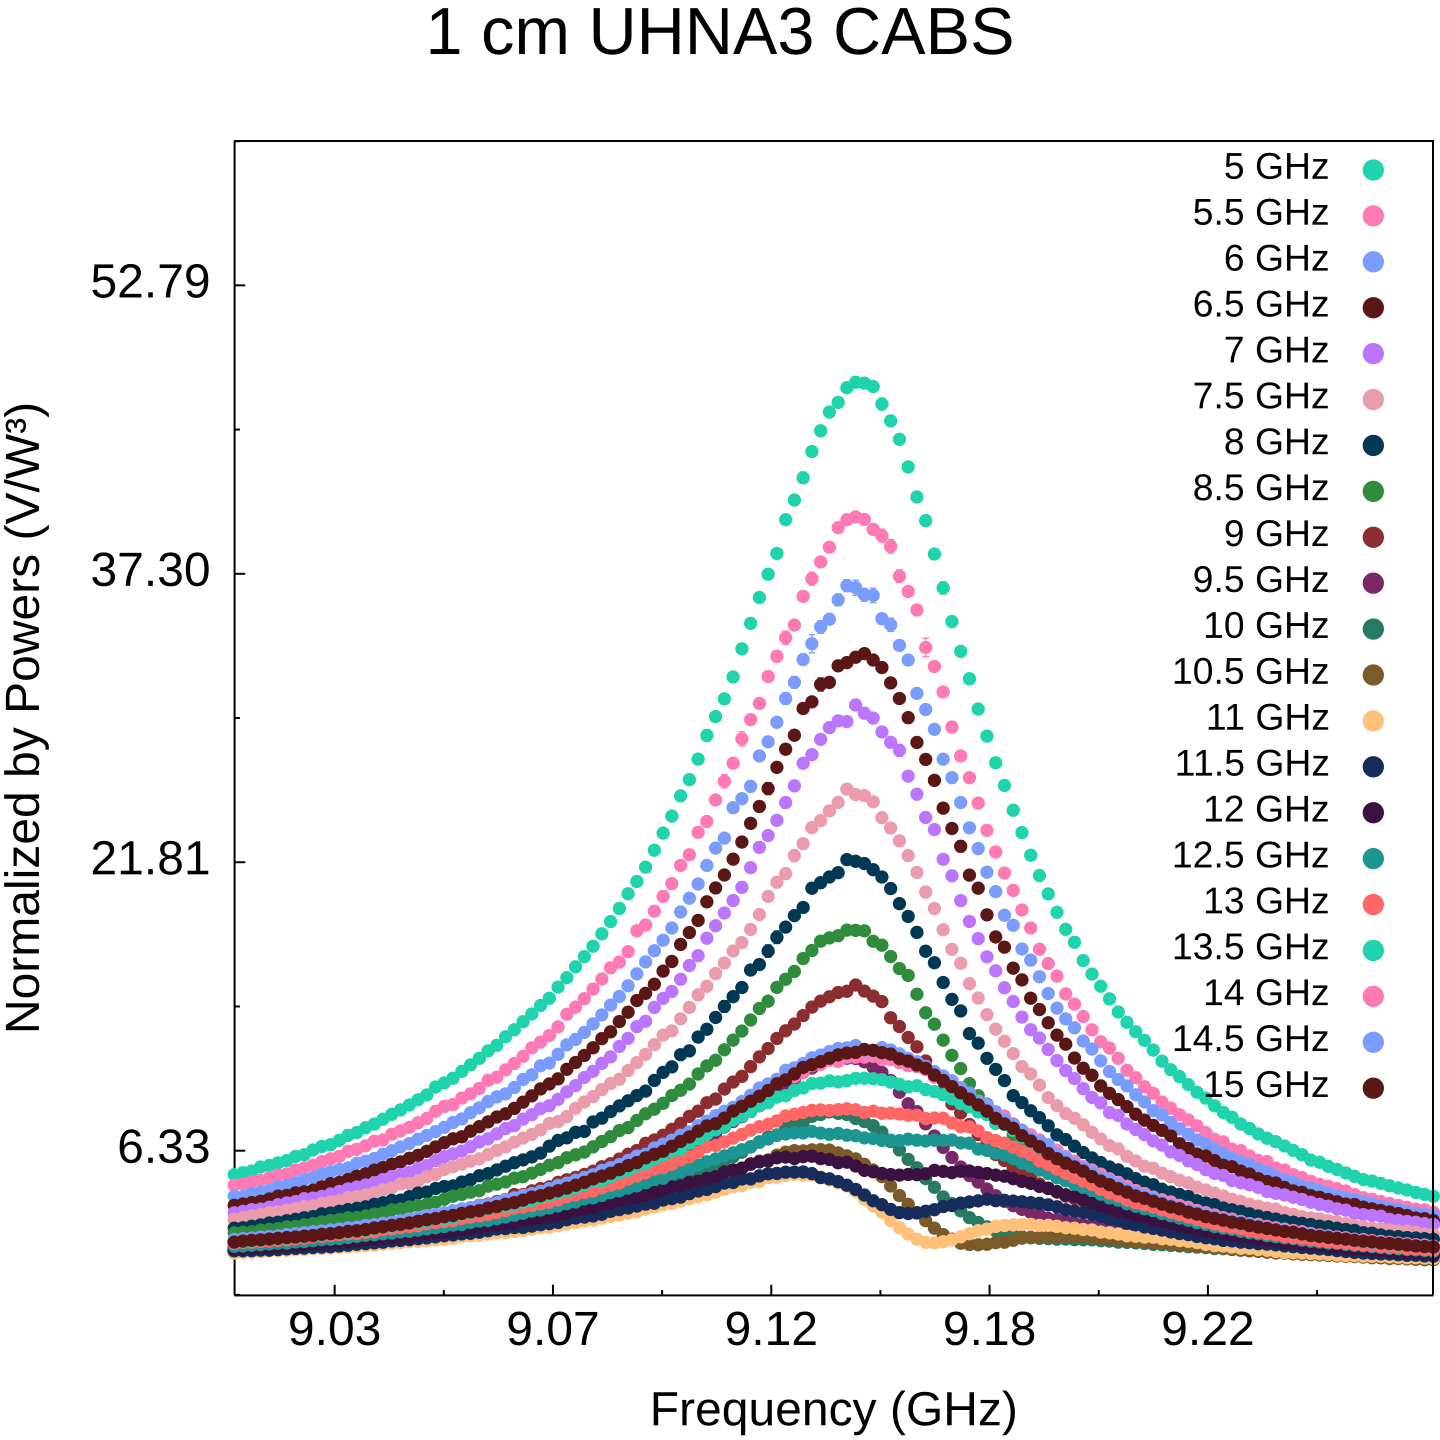 1 cm UHNA3 CABS
5 GHz
5.5 GHz
6 GHz
6.5 GHz
7 GHz
7.5 GHz
8 GHz
8.5 GHz
9 GHz
9.5 GHz
10 GHz
10.5 GHz
11 GHz
11.5 GHz
12 GHz
12.5 GHz
13 GHz
13.5 GHz
14 GHz
14.5 GHz
15 GHz
Normalized by Powers (V/W³)
52.79
37.30
21.81
6.33
9.03 9.07 9.12 9.18 9.22
Frequency (GHz)